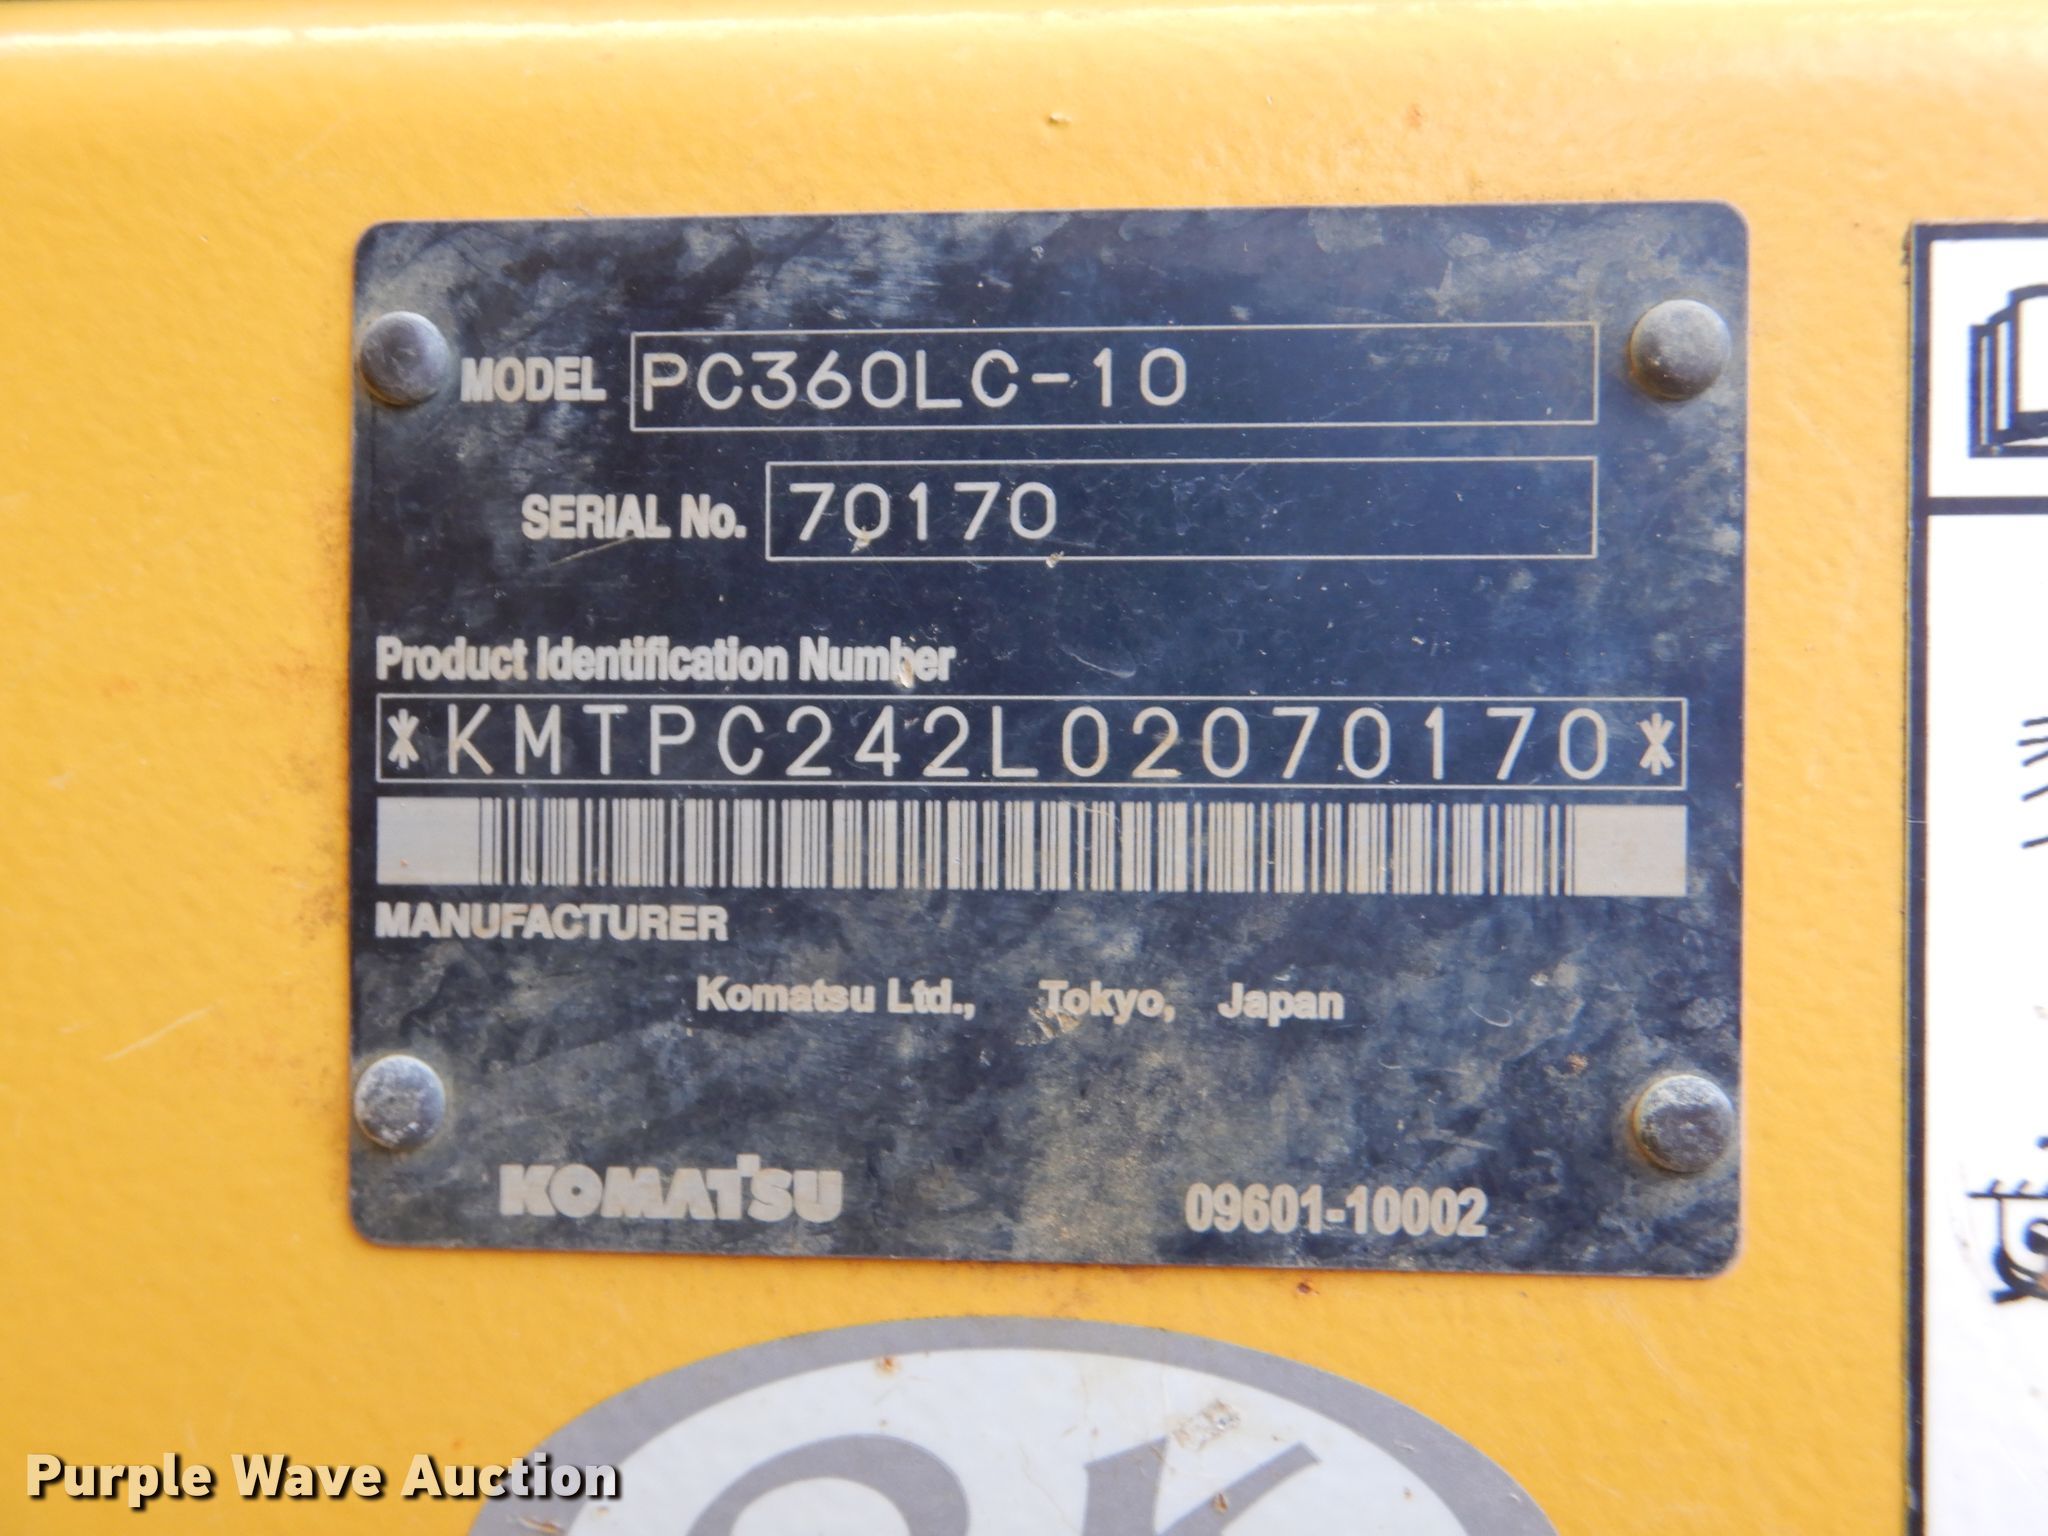 MODEL PC360LC-10
SERIAL No. 70170
Product Identification Number
*KMTPC242L02070170*
MANUFACTURER
Komatsu Ltd., Tokyo, Japan
KOMATSU 09601-10002
OK
Purple Wave Auction